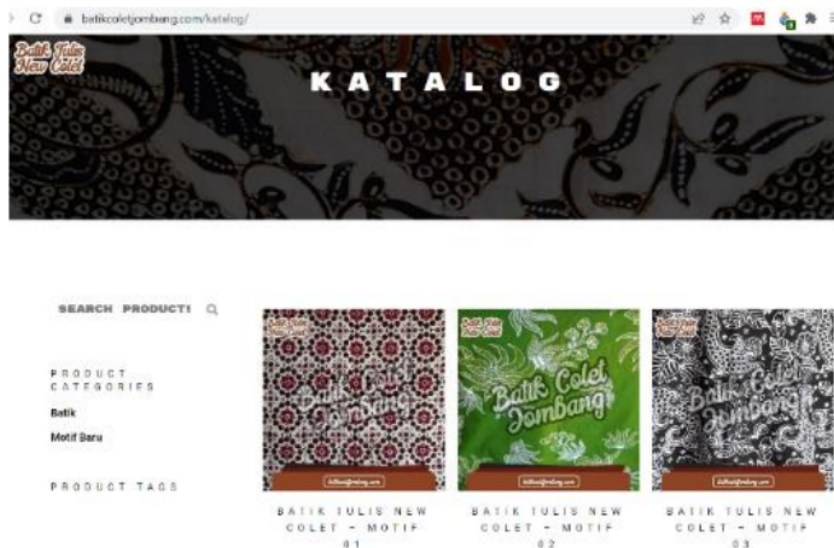 batikcoletjombang.com/katalog/
Batik Tulis
New Colet
KATALOG
SEARCH PRODUCT!
PRODUCT
CATEGORIES
Batik
Motif Baru
PRODUCT TAGS
Batik Colet
Jombang
BATIK TULIS NEW
COLET – MOTIF
01
Batik Colet
Jombang
BATIK TULIS NEW
COLET – MOTIF
02
Batik Colet
Jombang
BATIK TULIS NEW
COLET – MOTIF
03